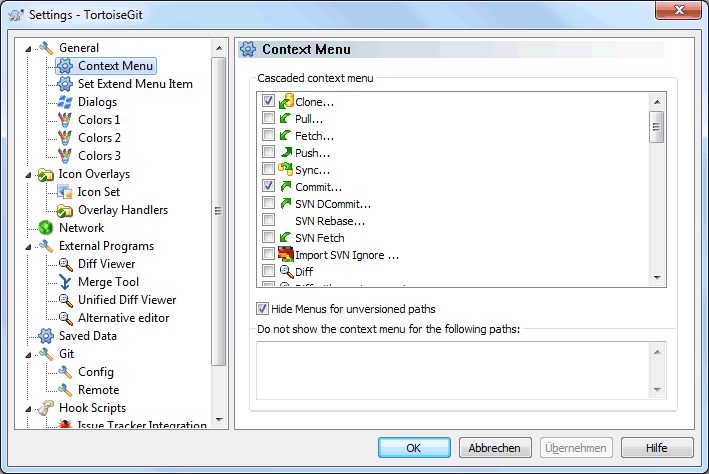 Settings - TortoiseGit
General
Context Menu
Set Extend Menu Item
Dialogs
Colors 1
Colors 2
Colors 3
Icon Overlays
Icon Set
Overlay Handlers
Network
External Programs
Diff Viewer
Merge Tool
Unified Diff Viewer
Alternative editor
Saved Data
Git
Config
Remote
Hook Scripts
Issue Tracker Integration
Context Menu
Cascaded context menu
Clone...
Pull...
Fetch...
Push...
Sync...
Commit...
SVN DCommit...
SVN Rebase...
SVN Fetch
Import SVN Ignore ...
Diff
Hide Menus for unversioned paths
Do not show the context menu for the following paths:
OK
Abbrechen
Übernehmen
Hilfe